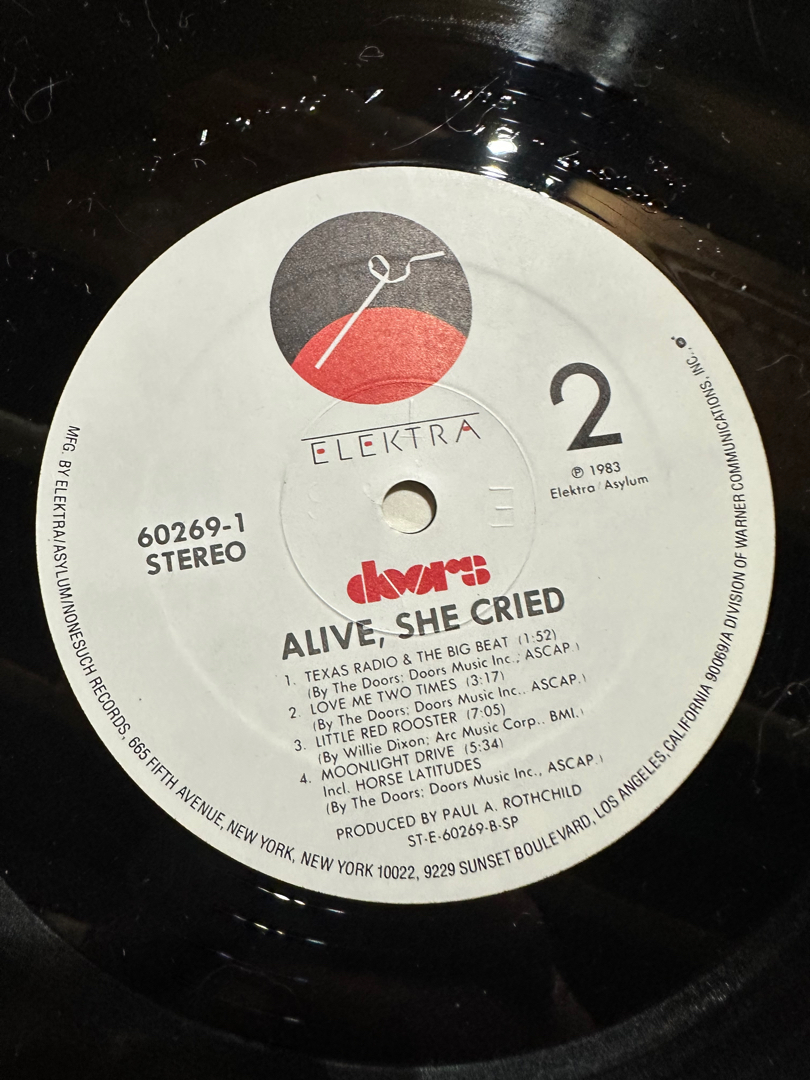 ELEKTRA
2
℗ 1983
Elektra/Asylum
60269-1
STEREO
doors
ALIVE, SHE CRIED
1. TEXAS RADIO & THE BIG BEAT (1:52)
(By The Doors; Doors Music Inc., ASCAP.)
2. LOVE ME TWO TIMES (3:17)
(By The Doors; Doors Music Inc., ASCAP.)
3. LITTLE RED ROOSTER (7:05)
(By Willie Dixon; Arc Music Corp., BMI.)
4. MOONLIGHT DRIVE (5:34)
Incl. HORSE LATITUDES
(By The Doors; Doors Music Inc., ASCAP.)
PRODUCED BY PAUL A. ROTHCHILD
ST-E-60269-B-SP
MFG. BY ELEKTRA/ASYLUM/NONESUCH RECORDS, 665 FIFTH AVENUE, NEW YORK, NEW YORK 10022, 9229 SUNSET BOULEVARD, LOS ANGELES, CALIFORNIA 90069/A DIVISION OF WARNER COMMUNICATIONS, INC.